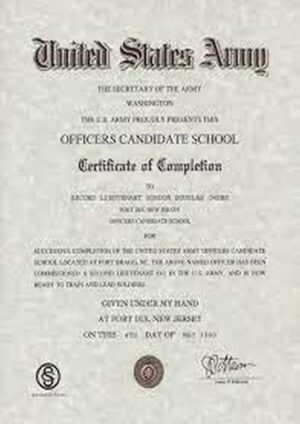 United States Army
THE SECRETARY OF THE ARMY
WASHINGTON
THE U.S. ARMY PROUDLY PRESENTS THIS
OFFICERS CANDIDATE SCHOOL
Certificate of Completion
TO
SECOND LIEUTENANT GORDON DOUGLAS
FORT DIX, NEW JERSEY
OFFICERS CANDIDATE SCHOOL
FOR
SUCCESSFUL COMPLETION OF THE UNITED STATES ARMY OFFICERS CANDIDATE
SCHOOL LOCATED AT FORT BRAGG, NC. THE ABOVE NAMED OFFICER HAS BEEN
COMMISSIONED A SECOND LIEUTENANT IN THE U.S. ARMY AND IS NOW
READY TO TRAIN AND LEAD SOLDIERS.
GIVEN UNDER MY HAND
AT FORT DIX, NEW JERSEY
ON THIS DAY OF